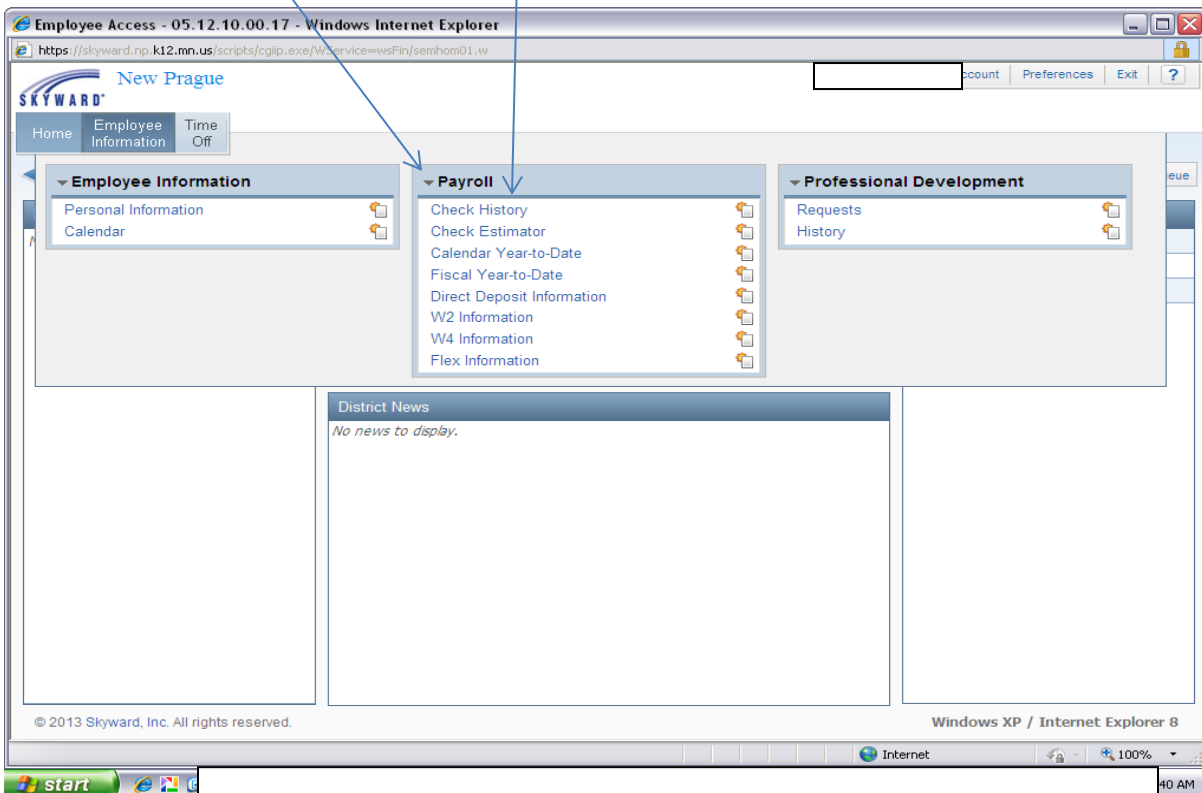 Employee Access - 05.12.10.00.17 - Windows Internet Explorer
https://skyward.np.k12.mn.us/scripts/cgiip.exe/WService=wsFin/semhom01.w
New Prague
SKYWARD
ccount Preferences Exit ?
Home Employee Information Time Off
eue
Employee Information
Personal Information
Calendar
Payroll
Check History
Check Estimator
Calendar Year-to-Date
Fiscal Year-to-Date
Direct Deposit Information
W2 Information
W4 Information
Flex Information
Professional Development
Requests
History
District News
No news to display.
© 2013 Skyward, Inc. All rights reserved.
Windows XP / Internet Explorer 8
Internet 100%
start
40 AM